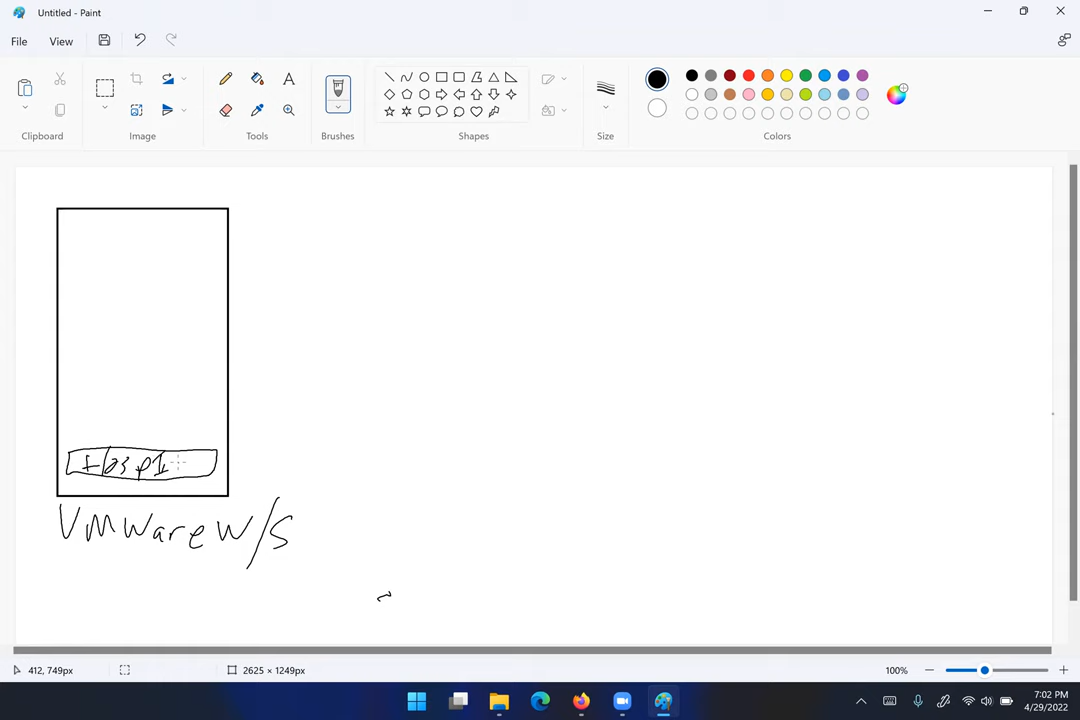 Untitled - Paint
File
View
Clipboard
Image
Tools
Brushes
Shapes
Size
Colors
VMWare W/S
412, 749px
2625 × 1249px
100%
7:02 PM
4/29/2022